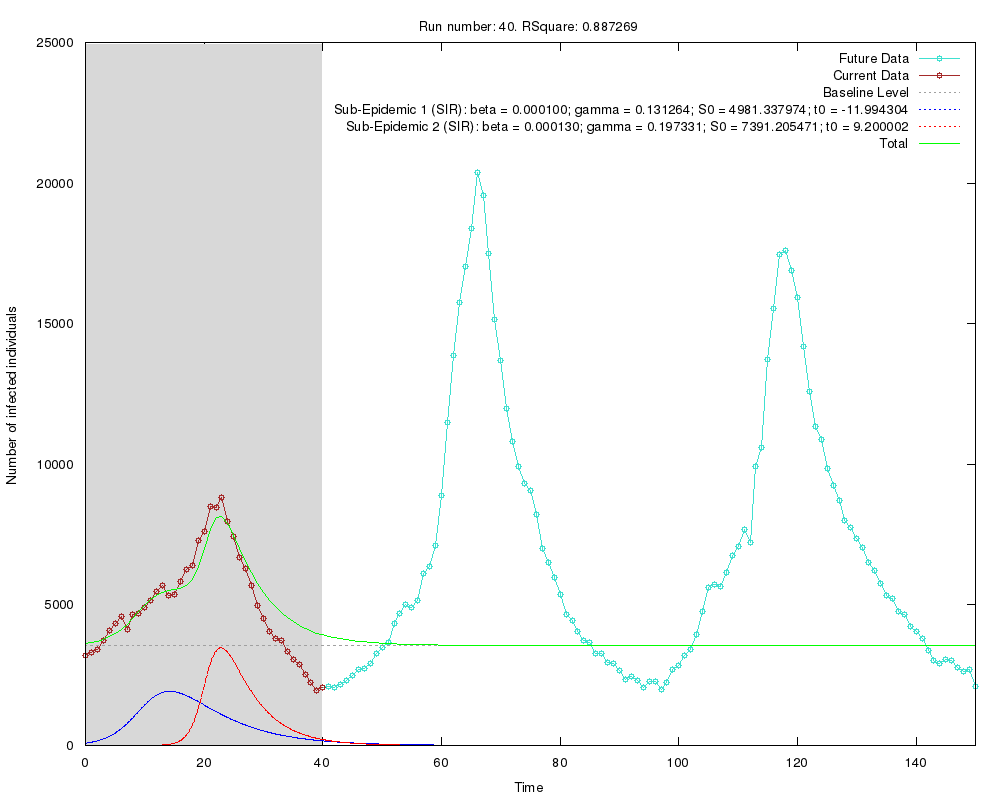 Run number: 40. RSquare: 0.887269
25000
20000
15000
10000
5000
0
Number of infected individuals
Future Data
Current Data
Baseline Level
Sub-Epidemic 1 (SIR): beta = 0.000100; gamma = 0.131264; S0 = 4981.337974; t0 = -11.994304
Sub-Epidemic 2 (SIR): beta = 0.000130; gamma = 0.197331; S0 = 7391.205471; t0 = 9.200002
Total
0 20 40 60 80 100 120 140
Time